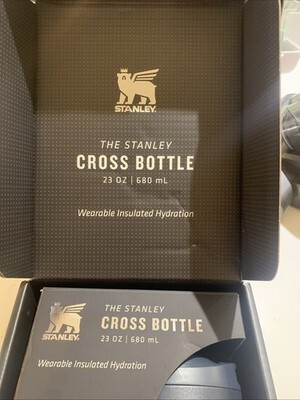 STANLEY
THE STANLEY
CROSS BOTTLE
23 OZ | 680 mL
Wearable Insulated Hydration
THE STANLEY
CROSS BOTTLE
STANLEY
23 OZ | 680 mL
Wearable Insulated Hydration